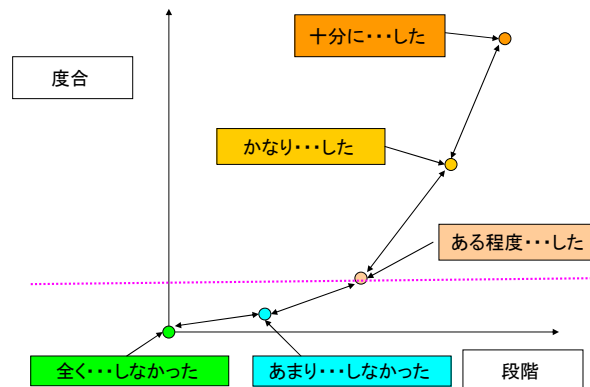 十分に・・・した
度合
かなり・・・した
ある程度・・・した
全く・・・しなかった
あまり・・・しなかった
段階